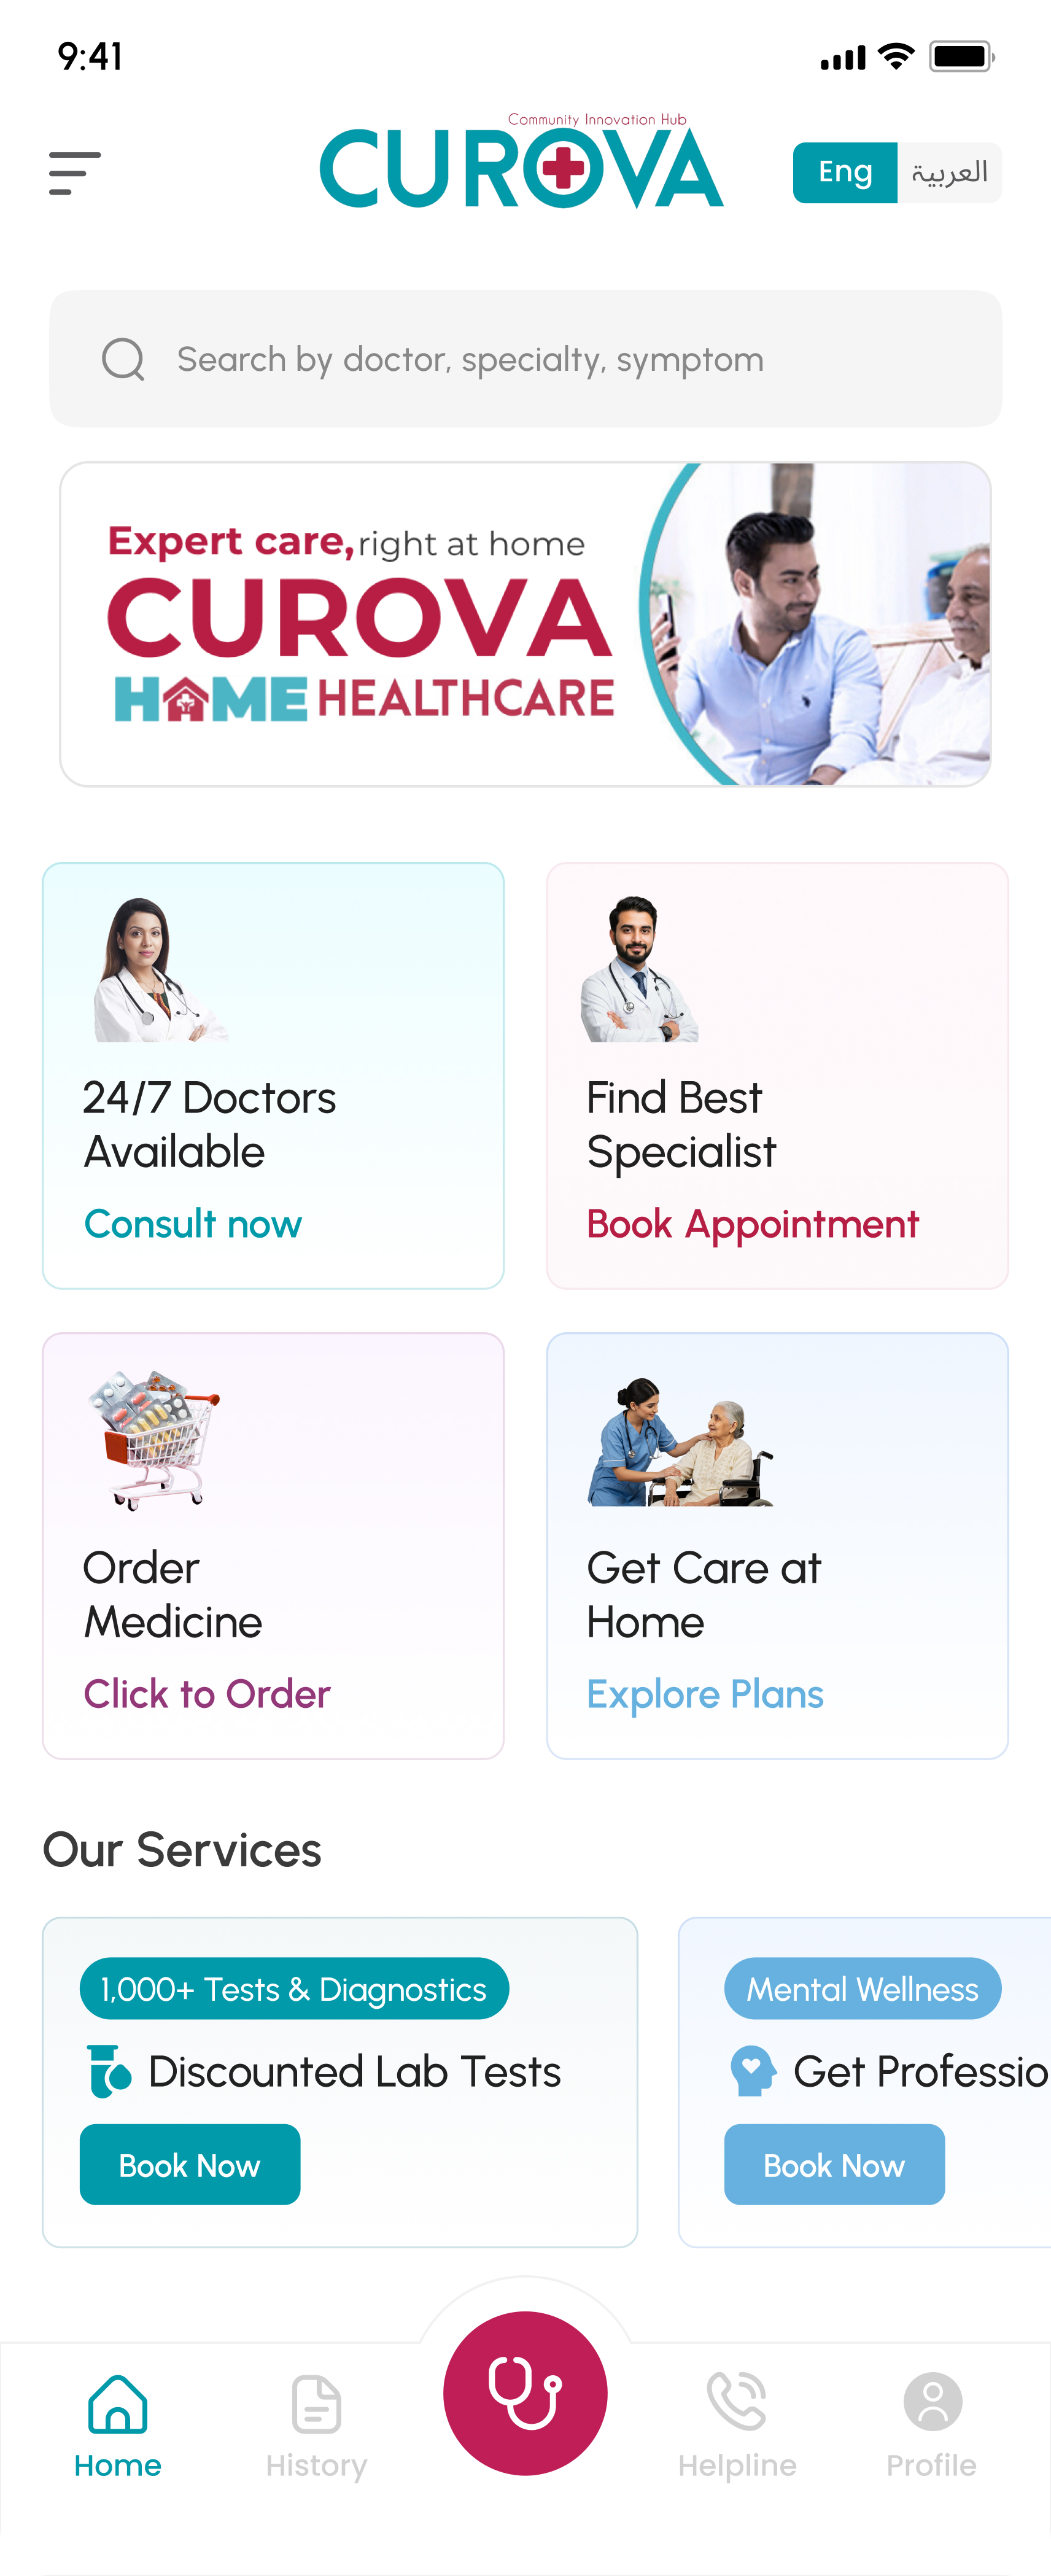 9:41
Community Innovation Hub
CUROVA
Eng العربية
Search by doctor, specialty, symptom
Expert care, right at home
CUROVA
HOME HEALTHCARE
24/7 Doctors
Available
Consult now
Find Best
Specialist
Book Appointment
Order
Medicine
Click to Order
Get Care at
Home
Explore Plans
Our Services
1,000+ Tests & Diagnostics
Discounted Lab Tests
Book Now
Mental Wellness
Get Professio
Book Now
Home
History
Helpline
Profile